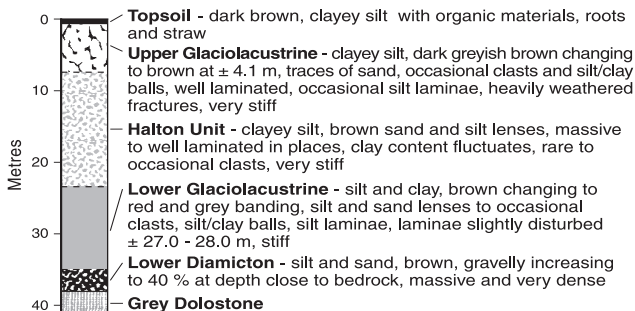 0
10
20
30
40
Metres
Topsoil - dark brown, clayey silt with organic materials, roots
and straw
Upper Glaciolacustrine - clayey silt, dark greyish brown changing
to brown at ± 4.1 m, traces of sand, occasional clasts and silt/clay
balls, well laminated, occasional silt laminae, heavily weathered
fractures, very stiff
Halton Unit - clayey silt, brown sand and silt lenses, massive
to well laminated in places, clay content fluctuates, rare to
occasional clasts, very stiff
Lower Glaciolacustrine - silt and clay, brown changing to
red and grey banding, silt and sand lenses to occasional
clasts, silt/clay balls, silt laminae, laminae slightly disturbed
± 27.0 - 28.0 m, stiff
Lower Diamicton - silt and sand, brown, gravelly increasing
to 40 % at depth close to bedrock, massive and very dense
Grey Dolostone